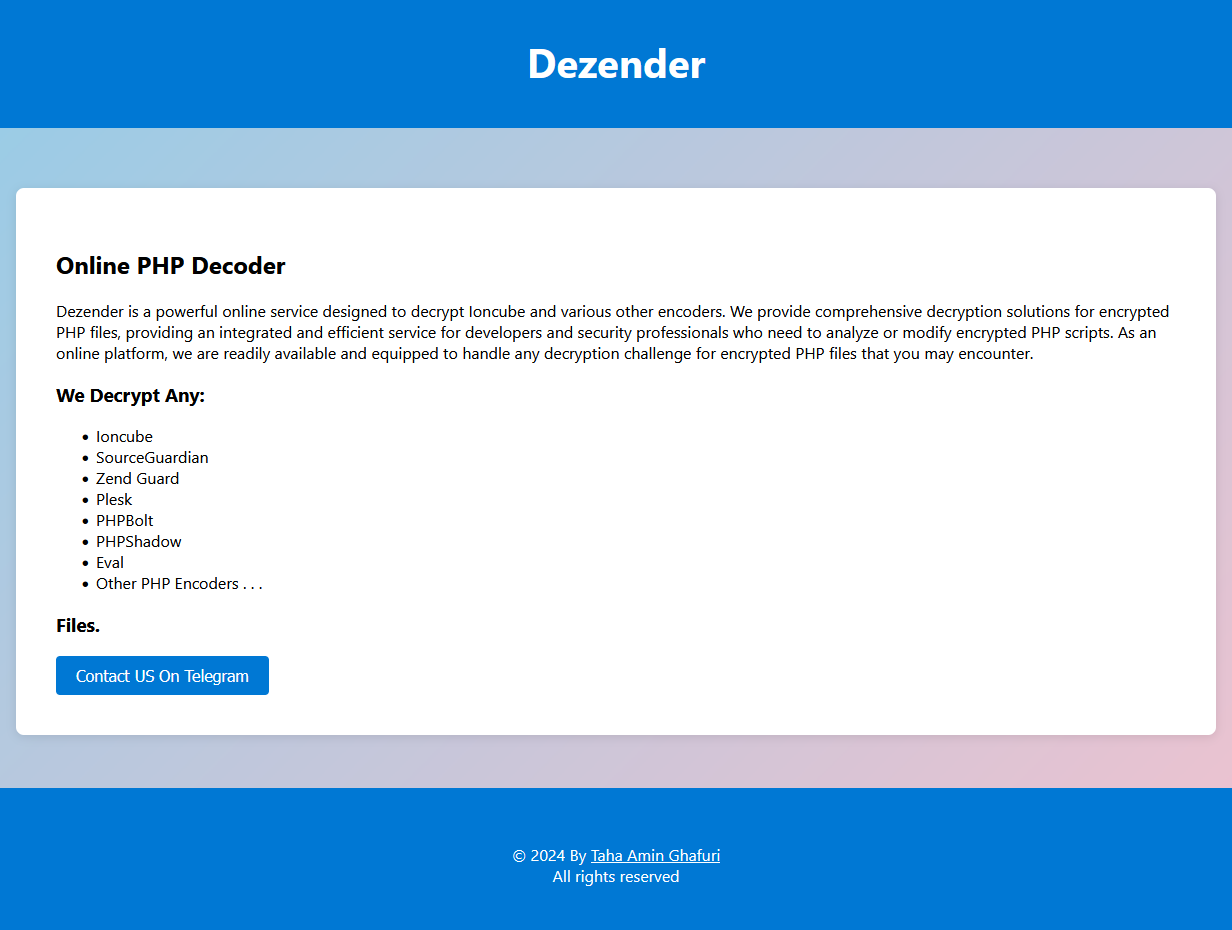 Dezender
Online PHP Decoder
Dezender is a powerful online service designed to decrypt Ioncube and various other encoders. We provide comprehensive decryption solutions for encrypted
PHP files, providing an integrated and efficient service for developers and security professionals who need to analyze or modify encrypted PHP scripts. As an
online platform, we are readily available and equipped to handle any decryption challenge for encrypted PHP files that you may encounter.
We Decrypt Any:
• Ioncube
• SourceGuardian
• Zend Guard
• Plesk
• PHPBolt
• PHPShadow
• Eval
• Other PHP Encoders . . .
Files.
Contact US On Telegram
© 2024 By Taha Amin Ghafuri
All rights reserved